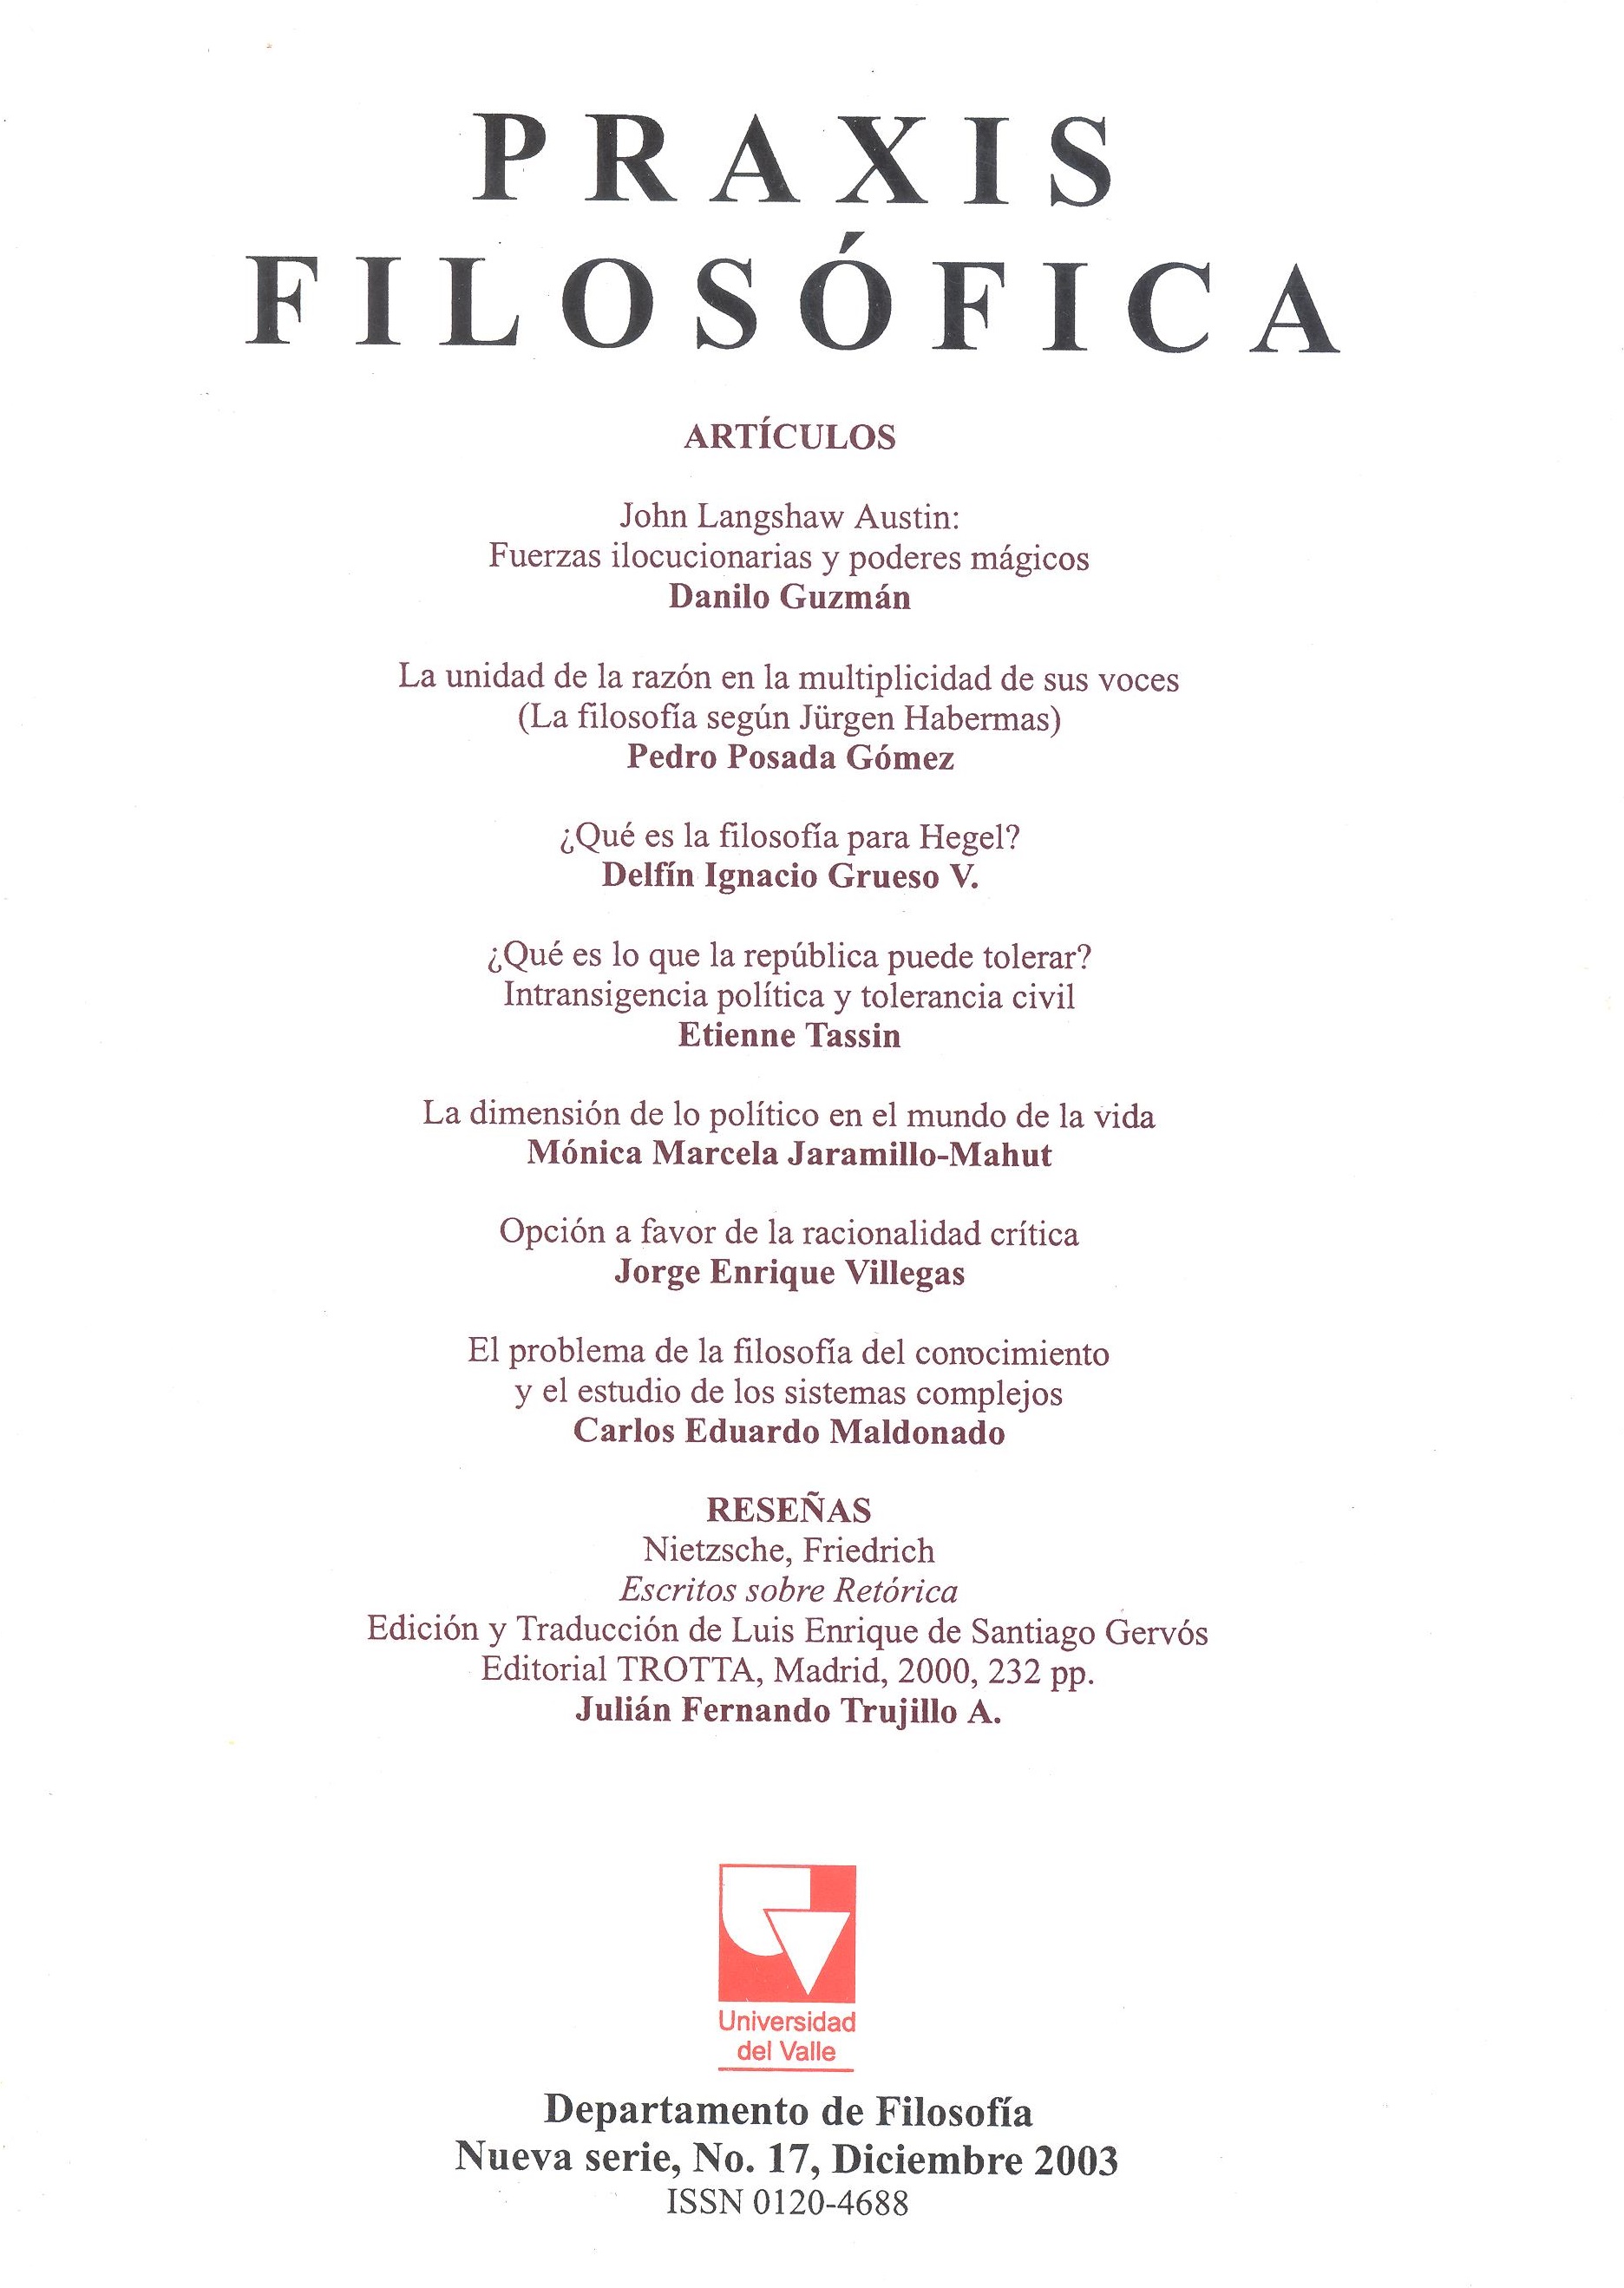 PRAXIS
FILOSÓFICA
ARTÍCULOS
John Langshaw Austin:
Fuerzas ilocucionarias y poderes mágicos
Danilo Guzmán
La unidad de la razón en la multiplicidad de sus voces
(La filosofía según Jürgen Habermas)
Pedro Posada Gómez
¿Qué es la filosofía para Hegel?
Delfín Ignacio Grueso V.
¿Qué es lo que la república puede tolerar?
Intransigencia política y tolerancia civil
Etienne Tassin
La dimensión de lo político en el mundo de la vida
Mónica Marcela Jaramillo-Mahut
Opción a favor de la racionalidad crítica
Jorge Enrique Villegas
El problema de la filosofía del conocimiento
y el estudio de los sistemas complejos
Carlos Eduardo Maldonado
RESEÑAS
Nietzsche, Friedrich
Escritos sobre Retórica
Edición y Traducción de Luis Enrique de Santiago Gervós
Editorial TROTTA, Madrid, 2000, 232 pp.
Julián Fernando Trujillo A.
Universidad
del Valle
Departamento de Filosofía
Nueva serie, No. 17, Diciembre 2003
ISSN 0120-4688